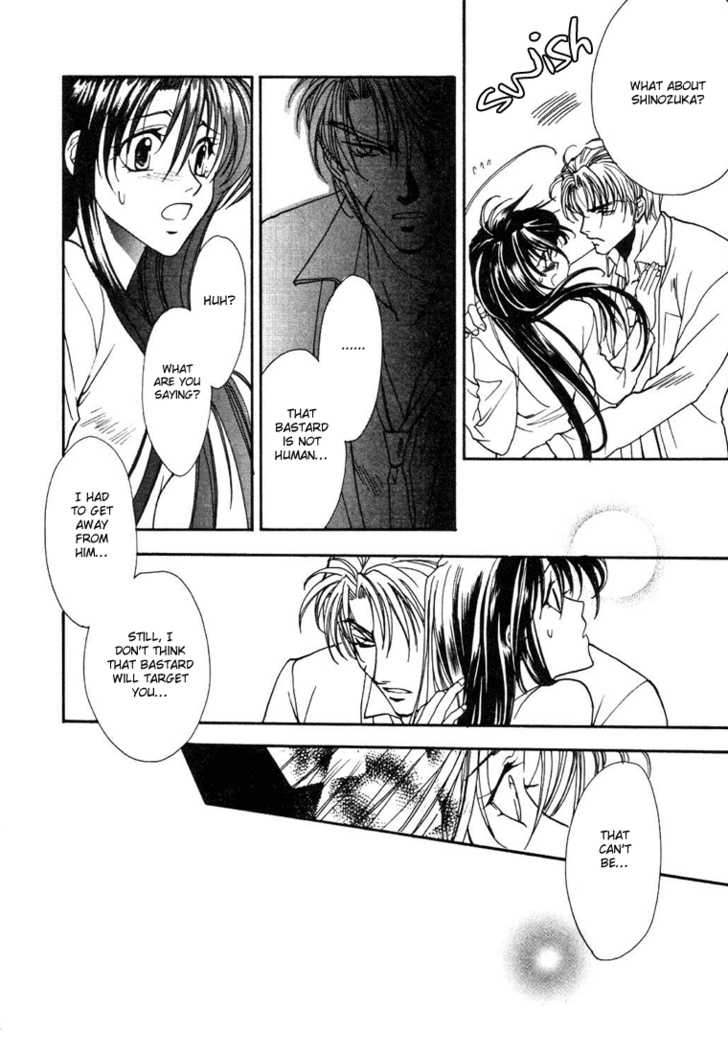 swish
WHAT ABOUT
SHINOZUKA?
......
THAT
BASTARD
IS NOT
HUMAN...
HUH?
WHAT
ARE YOU
SAYING?
I HAD
TO GET
AWAY
FROM
HIM...
STILL, I
DON'T THINK
THAT BASTARD
WILL TARGET
YOU...
THAT
CAN'T
BE...